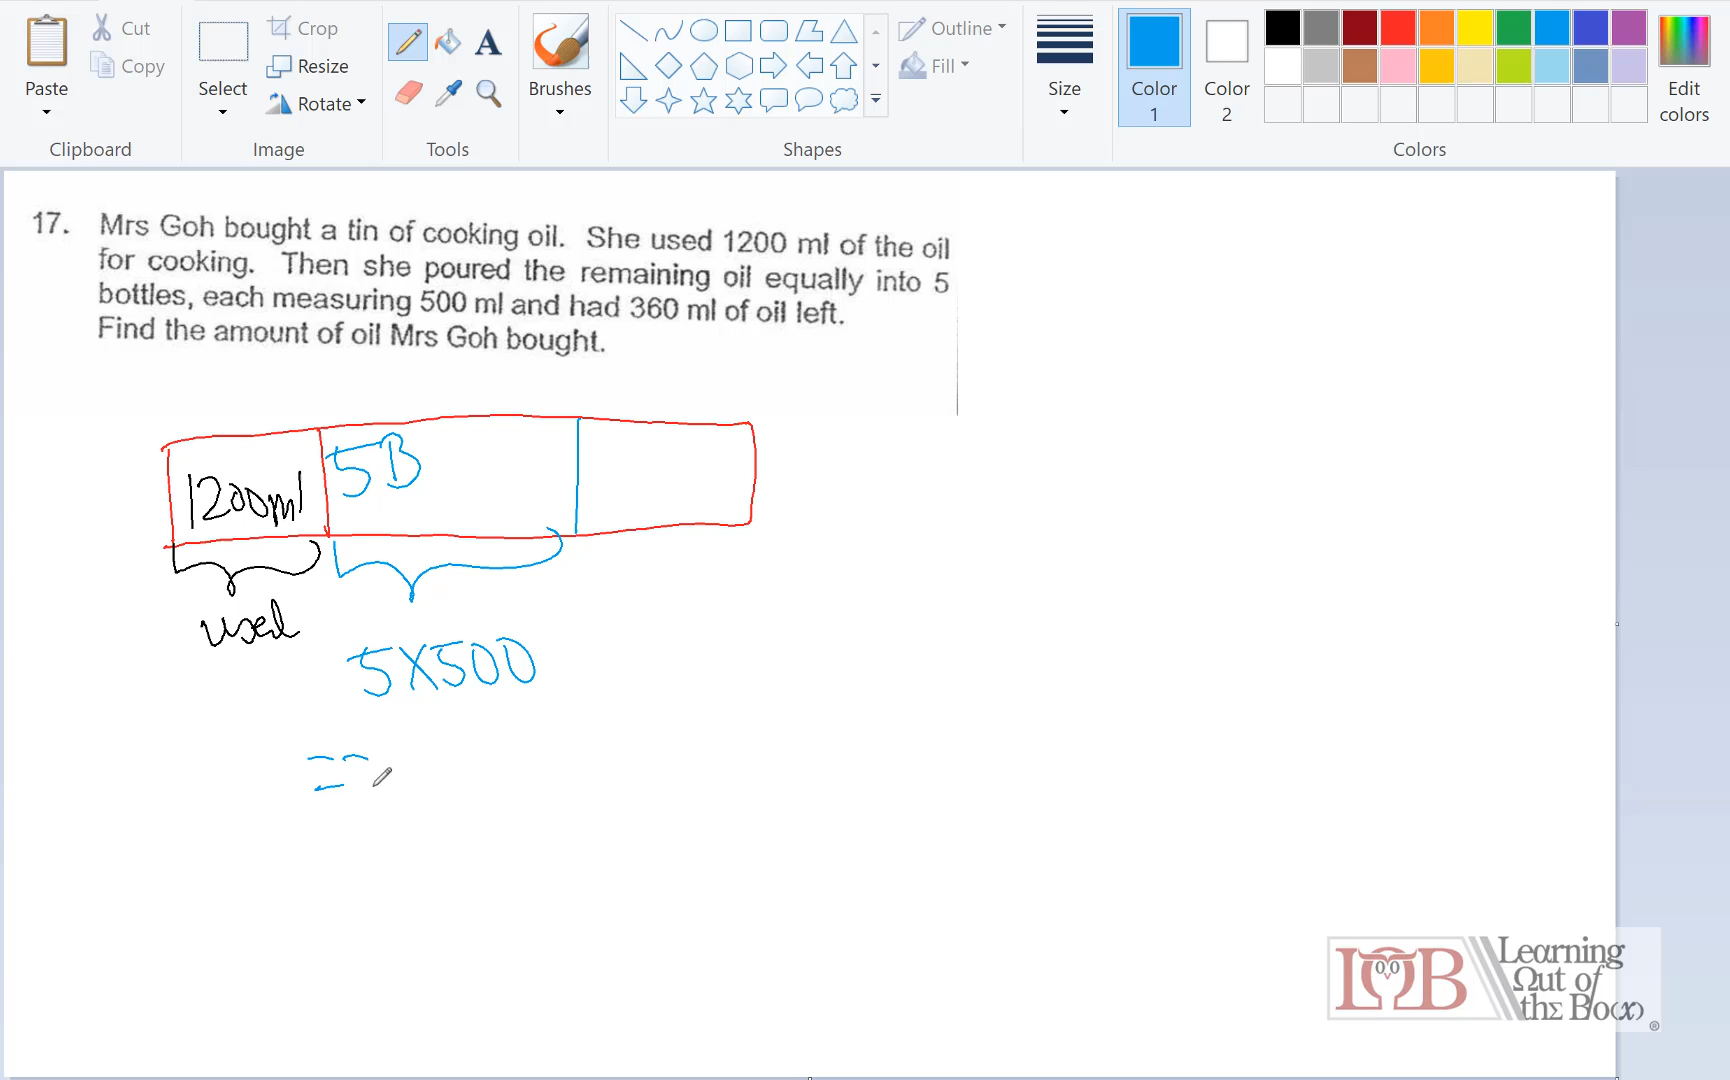 Paste
Cut
Copy
Clipboard
Select
Crop
Resize
Rotate
Image
A
Tools
Brushes
Shapes
Outline
Fill
Size
Color 1
Color 2
Edit colors
Colors
17. Mrs Goh bought a tin of cooking oil. She used 1200 ml of the oil
for cooking. Then she poured the remaining oil equally into 5
bottles, each measuring 500 ml and had 360 ml of oil left.
Find the amount of oil Mrs Goh bought.
1200ml
5B
used
5X500
=
LOB
Learning
Ωut of
thΣ Bo(x)
®